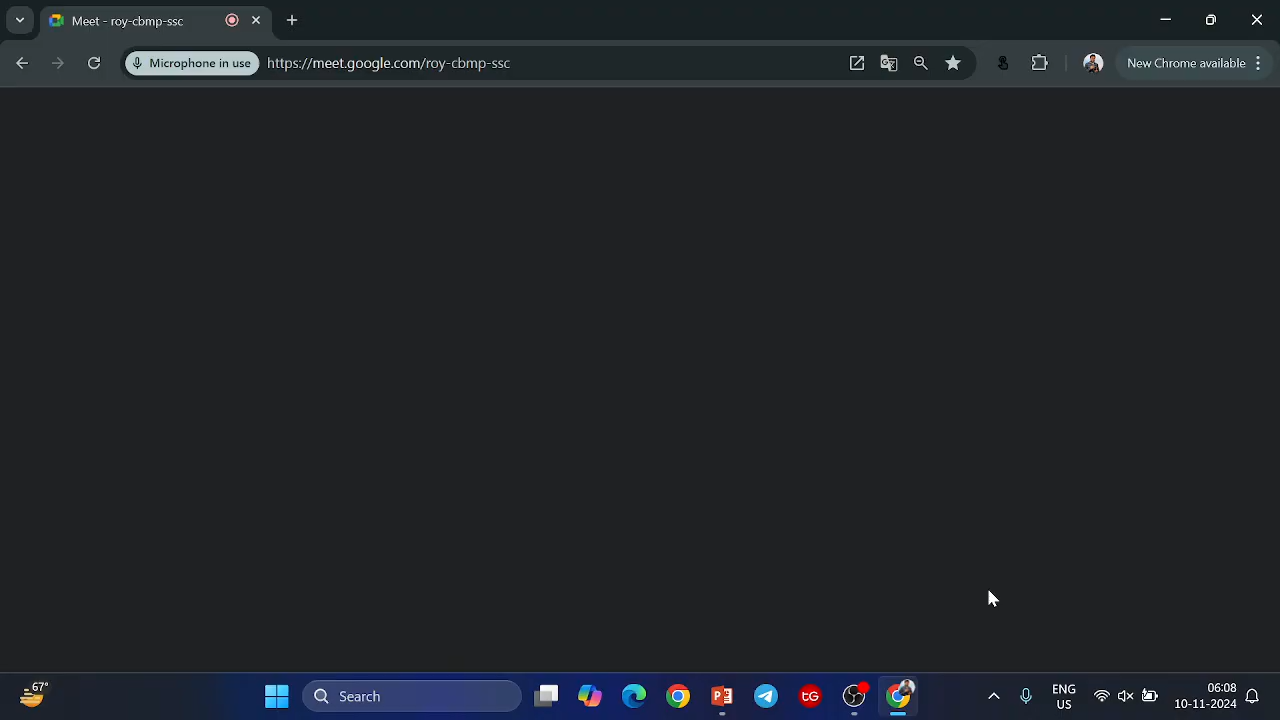 Meet - roy-cbmp-ssc
Microphone in use
https://meet.google.com/roy-cbmp-ssc
New Chrome available
67°
Search
tG
ENG
US
06:08
10-11-2024